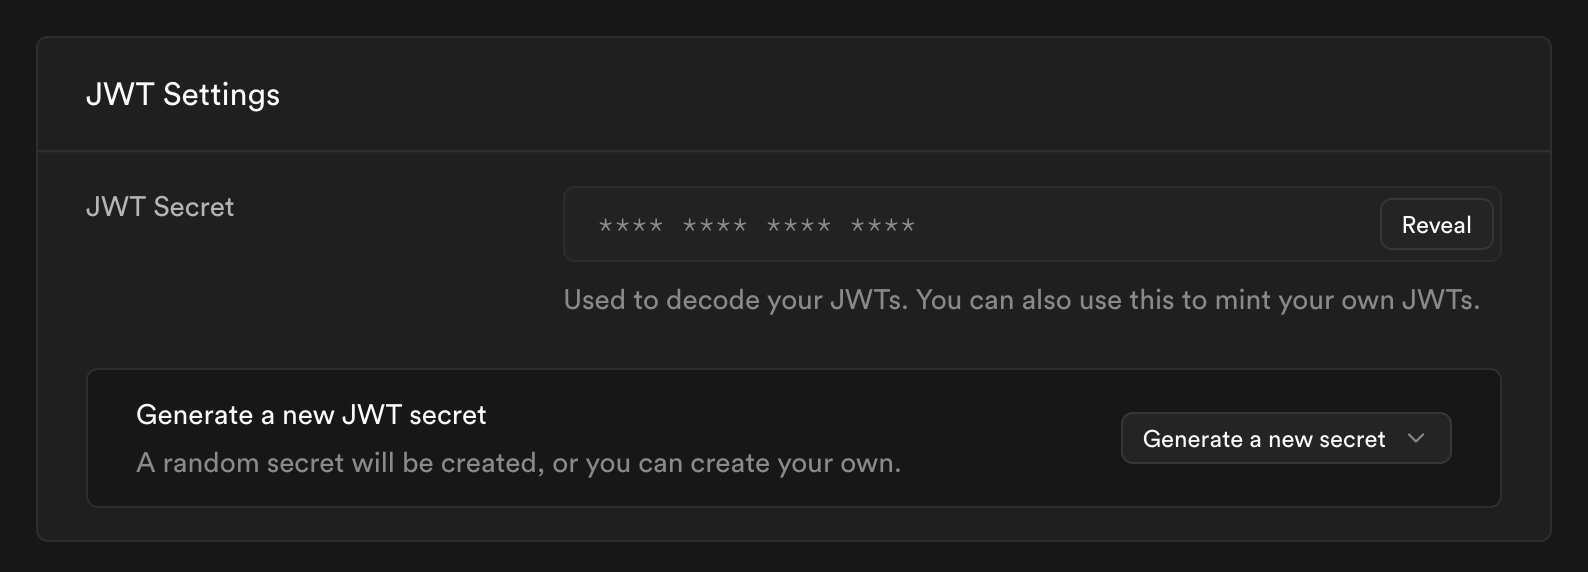 JWT Settings
JWT Secret
**** **** **** ****
Reveal
Used to decode your JWTs. You can also use this to mint your own JWTs.
Generate a new JWT secret
A random secret will be created, or you can create your own.
Generate a new secret